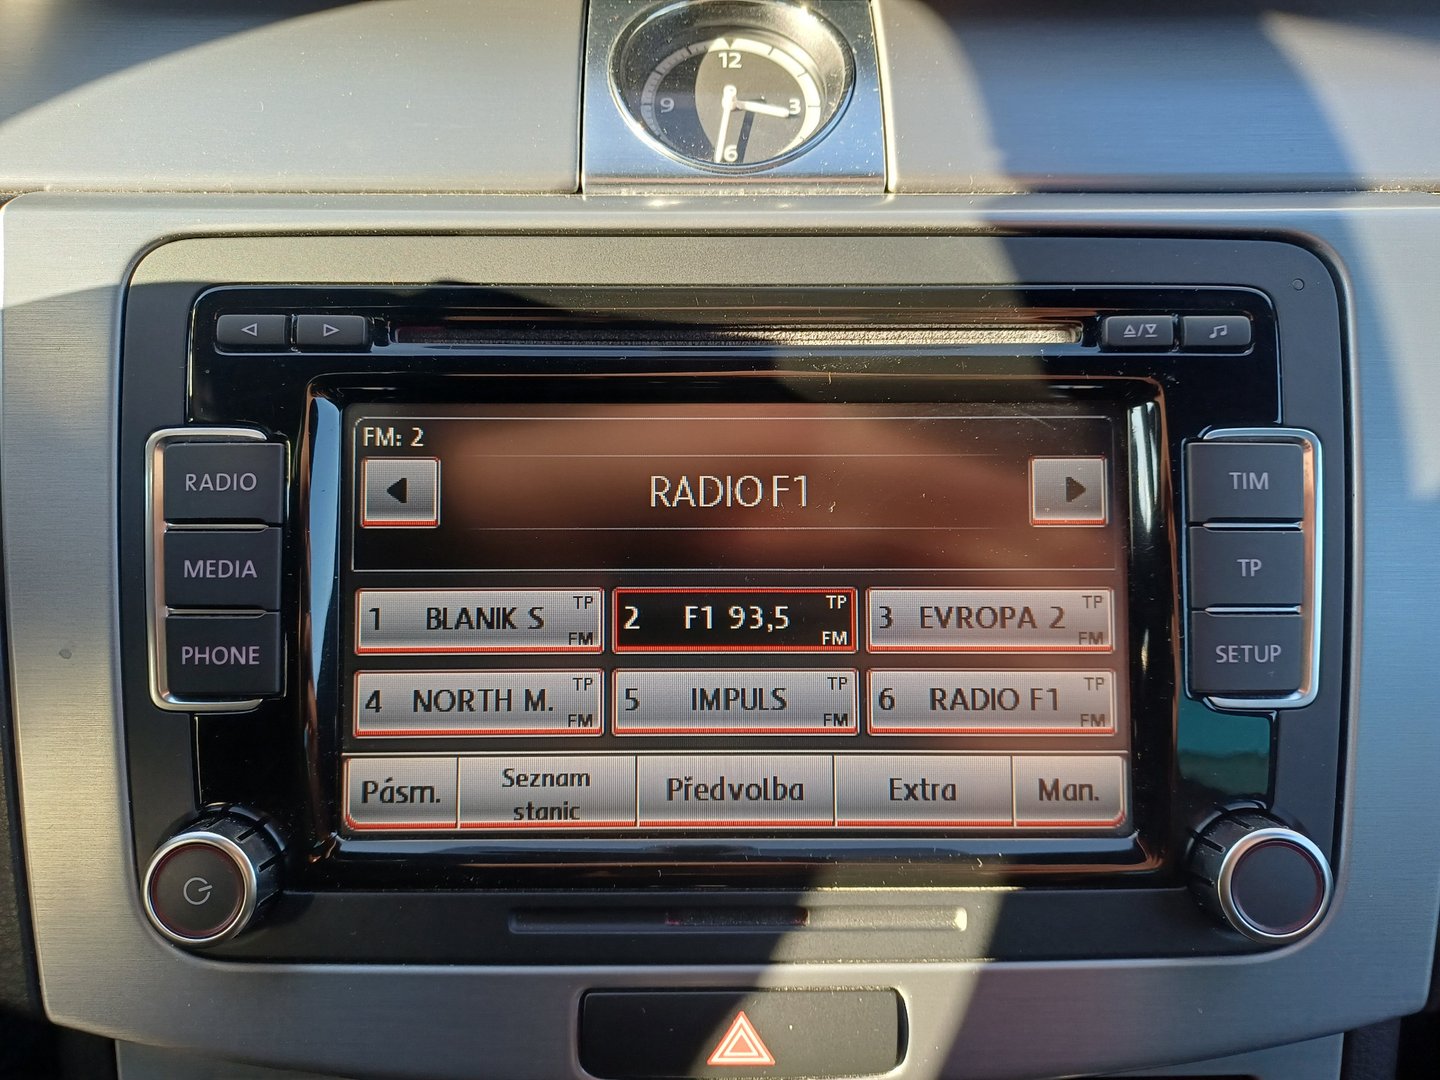 12
9
3
6
FM: 2
RADIO F1
RADIO
MEDIA
PHONE
TIM
TP
SETUP
1 BLANIK S TP FM
2 F1 93,5 TP FM
3 EVROPA 2 TP FM
4 NORTH M. TP FM
5 IMPULS TP FM
6 RADIO F1 TP FM
Pásm.
Seznam
stanic
Předvolba
Extra
Man.